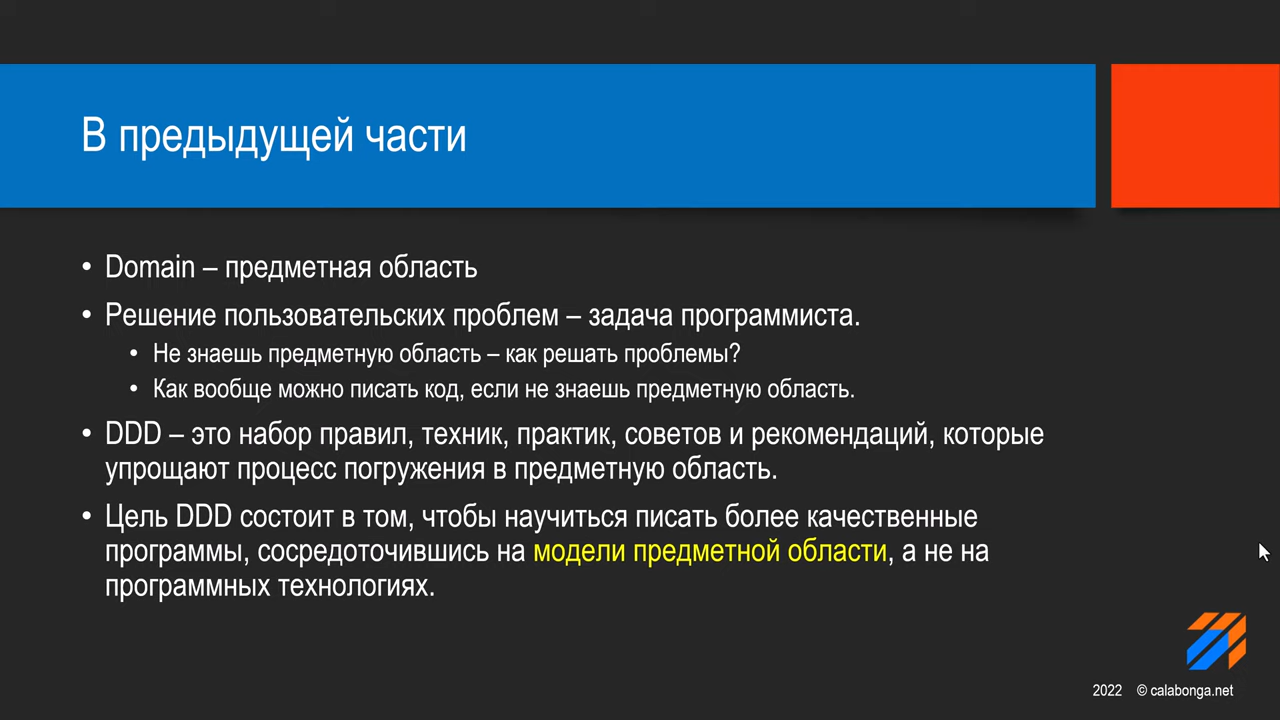 В предыдущей части
• Domain – предметная область
• Решение пользовательских проблем – задача программиста.
• Не знаешь предметную область – как решать проблемы?
• Как вообще можно писать код, если не знаешь предметную область.
• DDD – это набор правил, техник, практик, советов и рекомендаций, которые
упрощают процесс погружения в предметную область.
• Цель DDD состоит в том, чтобы научиться писать более качественные
программы, сосредоточившись на модели предметной области, а не на
программных технологиях.
2022 © calabonga.net